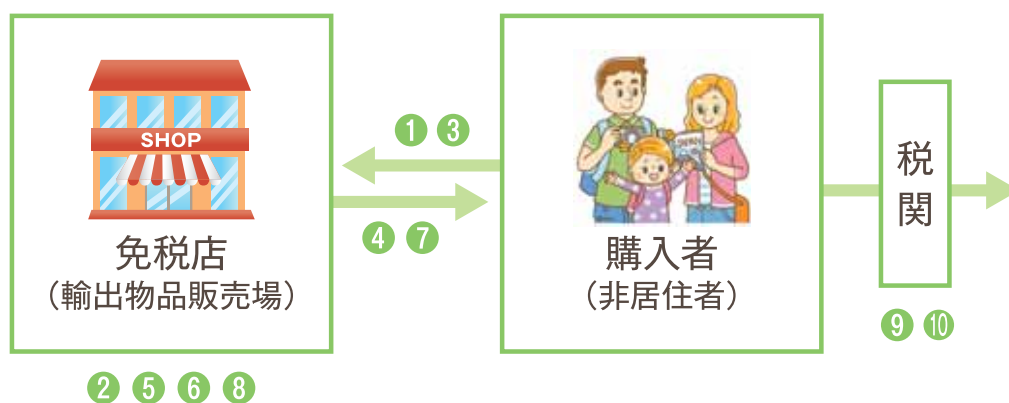 SHOP
免税店
（輸出物品販売場）
❷ ❺ ❻ ❽
❶ ❸
❹ ❼
購入者
（非居住者）
税
関
❾ ❿